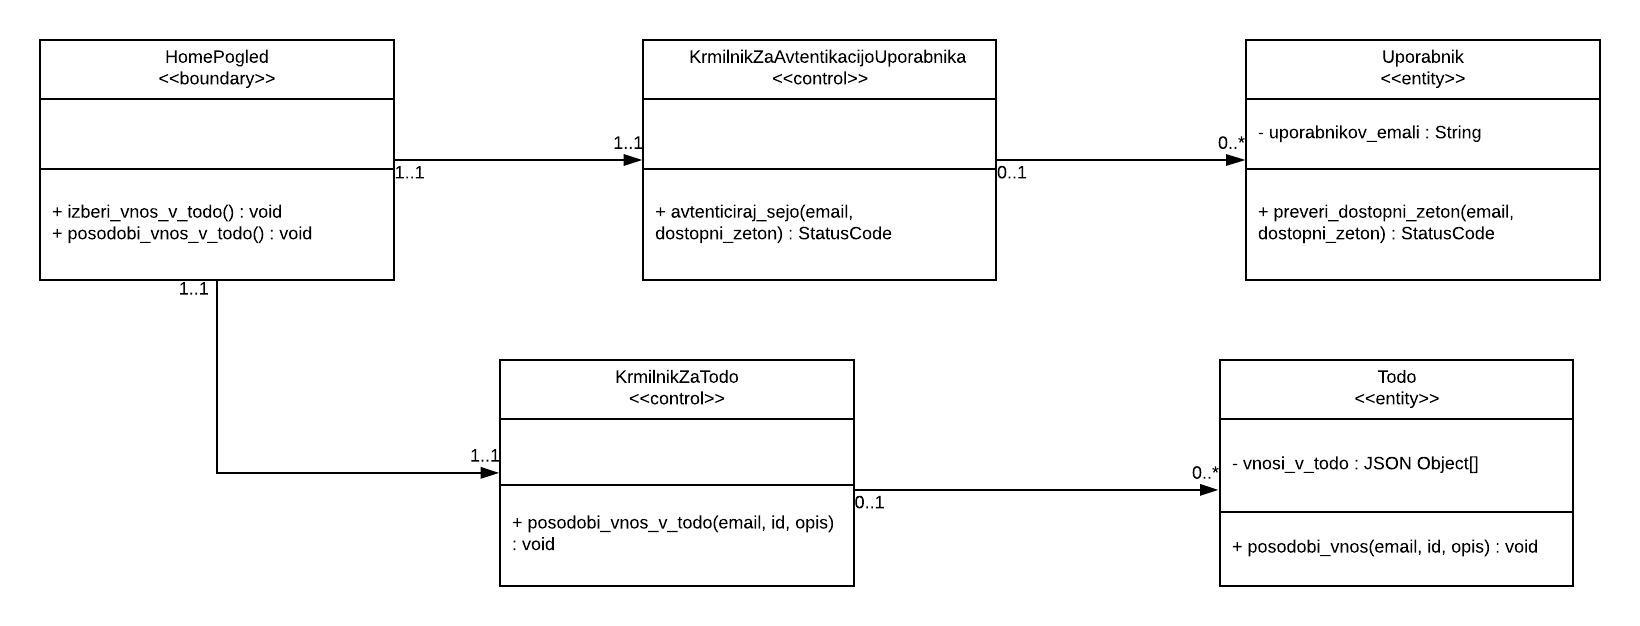 HomePogled
<<boundary>>
+ izberi_vnos_v_todo() : void
+ posodobi_vnos_v_todo() : void
1..1
1..1
KrmilnikZaAvtentikacijoUporabnika
<<control>>
+ avtenticiraj_sejo(email,
dostopni_zeton) : StatusCode
0..*
0..1
Uporabnik
<<entity>>
- uporabnikov_emali : String
+ preveri_dostopni_zeton(email,
dostopni_zeton) : StatusCode
1..1
1..1
KrmilnikZaTodo
<<control>>
+ posodobi_vnos_v_todo(email, id, opis)
: void
0..*
0..1
Todo
<<entity>>
- vnosi_v_todo : JSON Object[]
+ posodobi_vnos(email, id, opis) : void